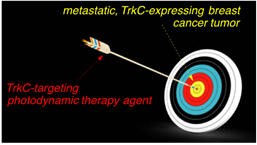 metastatic, TrkC-expressing breast
cancer tumor
TrkC-targeting
photodynamic therapy agent